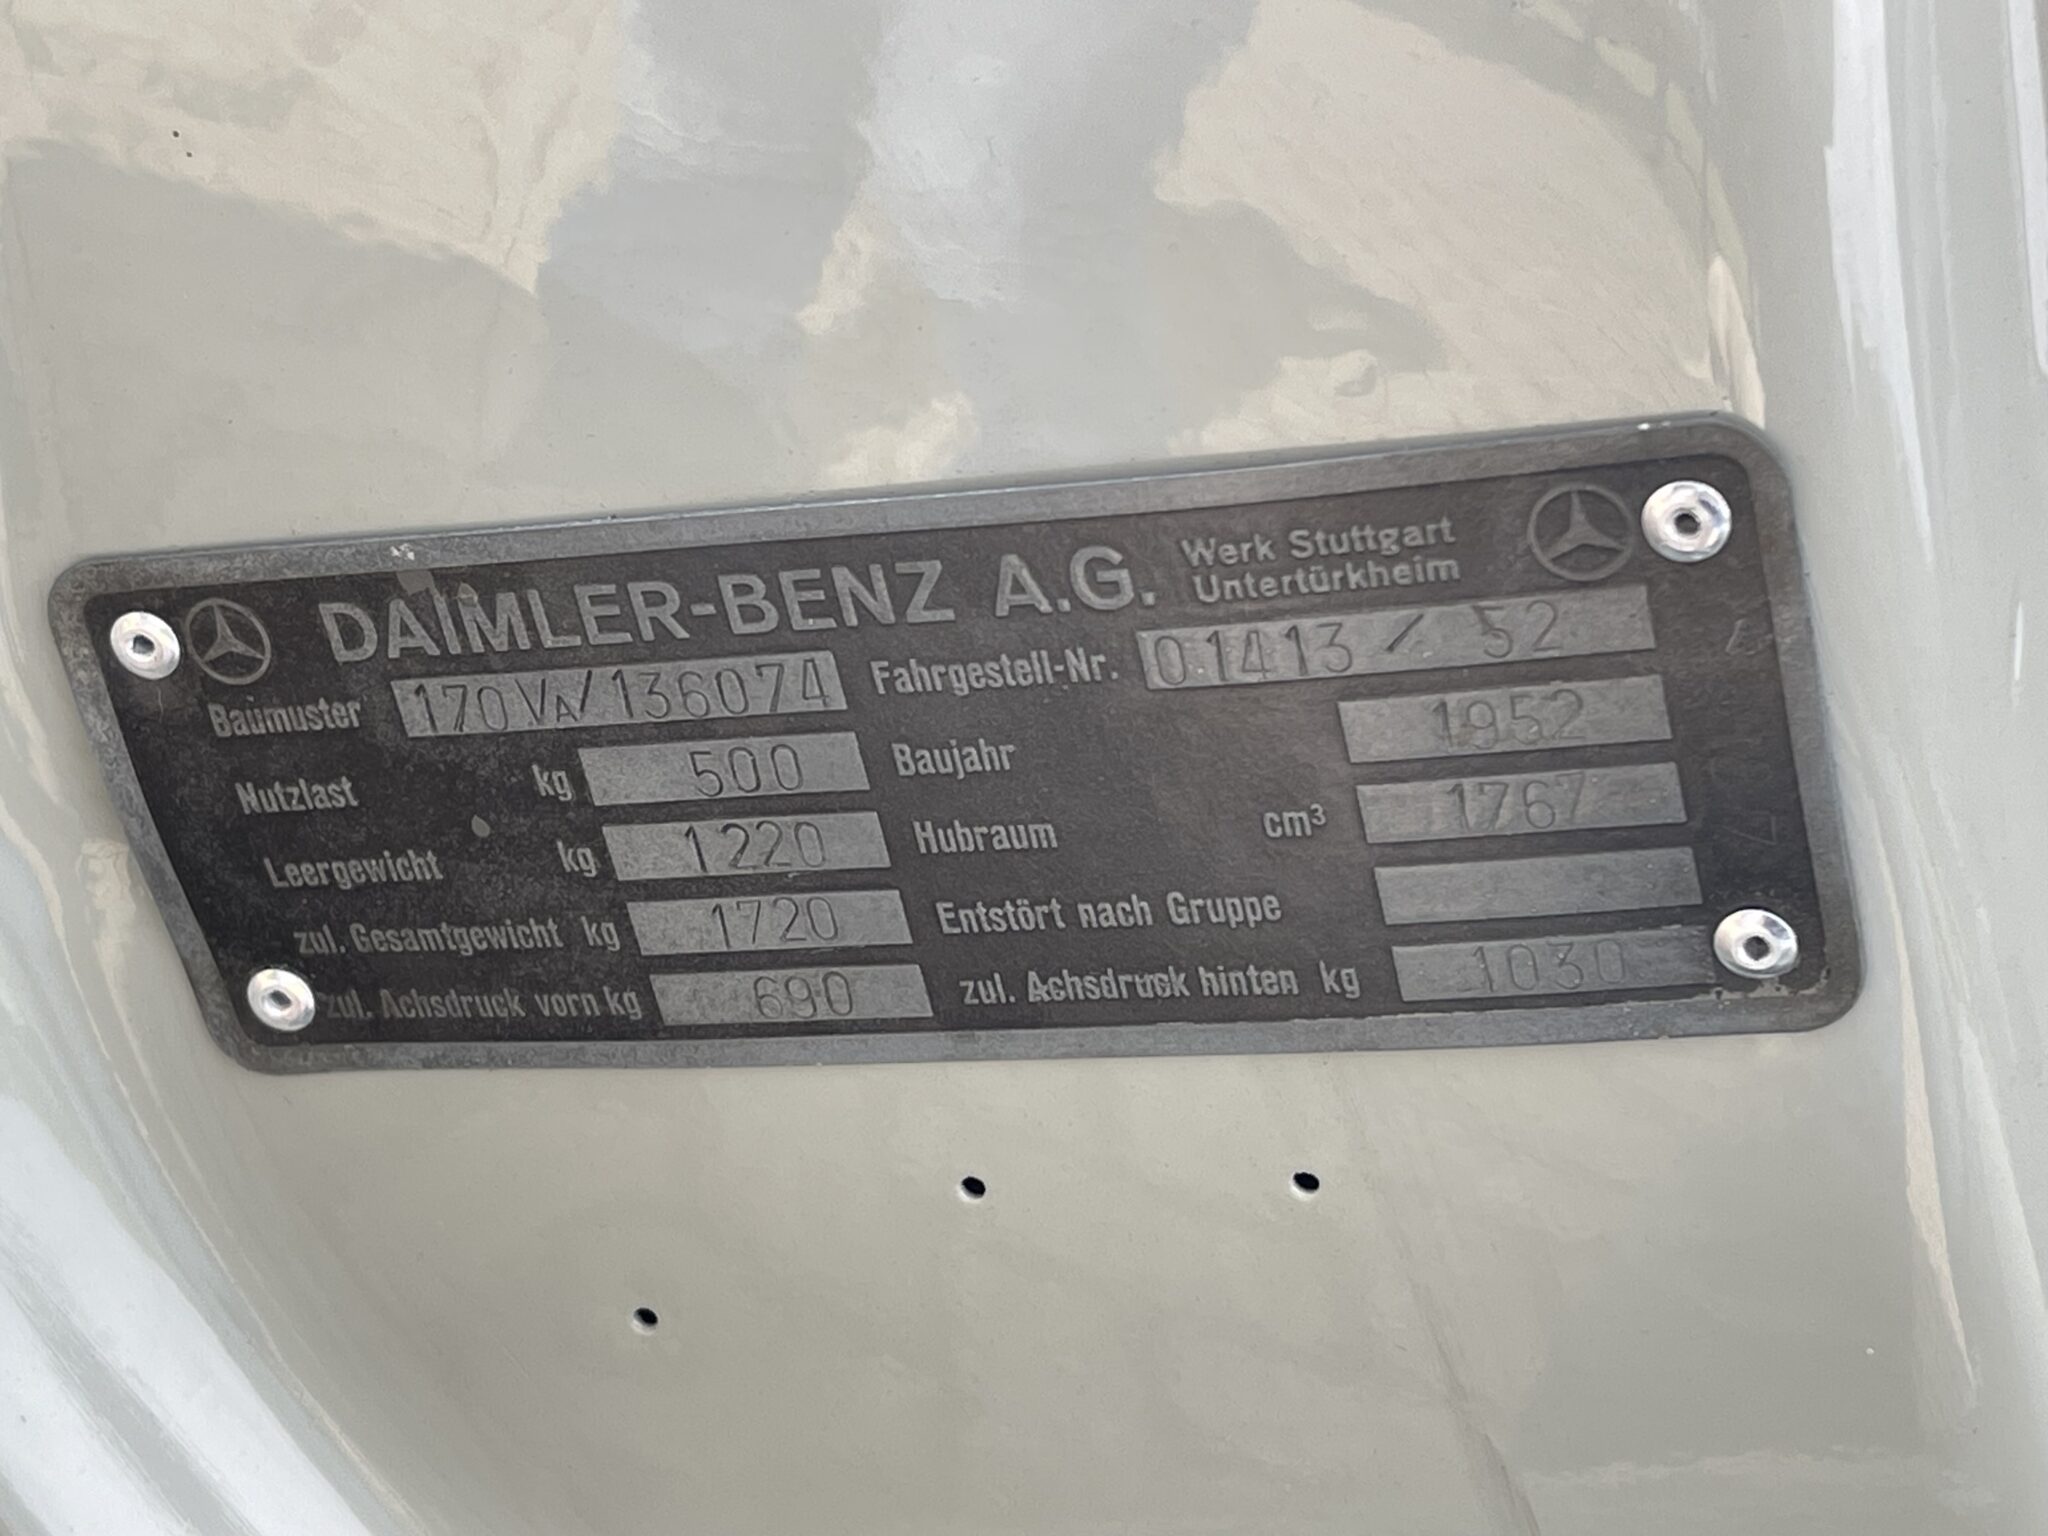 DAIMLER-BENZ A.G. Werk Stuttgart
Untertürkheim
Baumuster 170 VA/136074 Fahrgestell-Nr. 01413 / 52
Nutzlast kg 500 Baujahr 1952
Leergewicht kg 1220 Hubraum cm³ 1767
zul. Gesamtgewicht kg 1720 Entstört nach Gruppe
zul. Achsdruck vorn kg 690 zul. Achsdruck hinten kg 1030